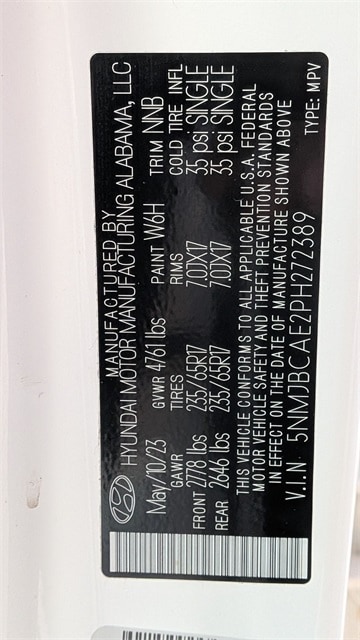 MANUFACTURED BY
HYUNDAI MOTOR MANUFACTURING ALABAMA, LLC
May/10/23 GVWR 4761 lbs PAINT W6H TRIM NNB
GAWR TIRES RIMS COLD TIRE INFL
FRONT 2778 lbs 235/65R17 7.0JX17 35 psi SINGLE
REAR 2646 lbs 235/65R17 7.0JX17 35 psi SINGLE
THIS VEHICLE CONFORMS TO ALL APPLICABLE U.S.A. FEDERAL
MOTOR VEHICLE SAFETY AND THEFT PREVENTION STANDARDS
IN EFFECT ON THE DATE OF MANUFACTURE SHOWN ABOVE
V.I.N 5NMJBCAE2PH272389 TYPE: MPV